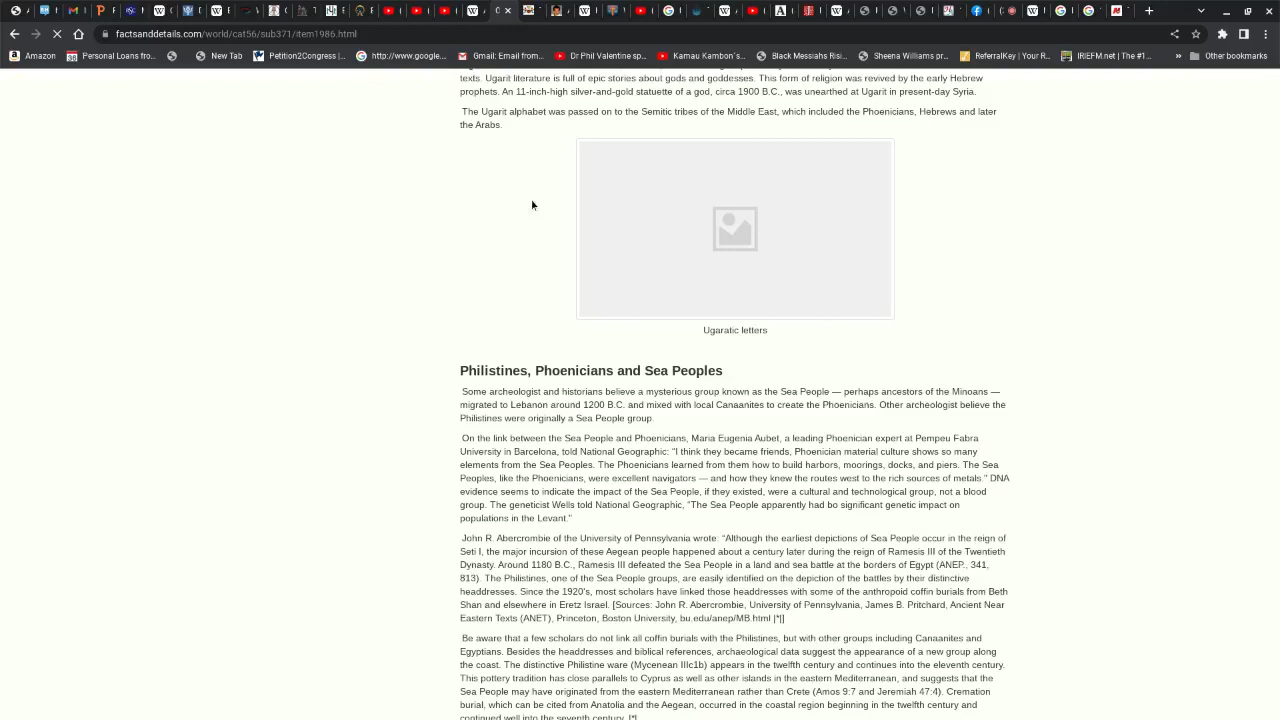 factsanddetails.com/world/cat56/sub371/item1986.html
Amazon
Personal Loans fro...
New Tab
Petition2Congress |...
http://www.google...
Gmail: Email from...
Dr Phil Valentine sp...
Kamau Kambon´s...
Black Messiahs Risi...
Sheena Williams pr...
ReferralKey | Your R...
IRIEFM.net | The #1...
Other bookmarks
texts. Ugarit literature is full of epic stories about gods and goddesses. This form of religion was revived by the early Hebrew
prophets. An 11-inch-high silver-and-gold statuette of a god, circa 1900 B.C., was unearthed at Ugarit in present-day Syria.
The Ugarit alphabet was passed on to the Semitic tribes of the Middle East, which included the Phoenicians, Hebrews and later
the Arabs.
Ugaratic letters
Philistines, Phoenicians and Sea Peoples
Some archeologist and historians believe a mysterious group known as the Sea People — perhaps ancestors of the Minoans —
migrated to Lebanon around 1200 B.C. and mixed with local Canaanites to create the Phoenicians. Other archeologist believe the
Philistines were originally a Sea People group.
On the link between the Sea People and Phoenicians, Maria Eugenia Aubet, a leading Phoenician expert at Pempeu Fabra
University in Barcelona, told National Geographic: “I think they became friends, Phoenician material culture shows so many
elements from the Sea Peoples. The Phoenicians learned from them how to build harbors, moorings, docks, and piers. The Sea
Peoples, like the Phoenicians, were excellent navigators — and how they knew the routes west to the rich sources of metals.” DNA
evidence seems to indicate the impact of the Sea People, if they existed, were a cultural and technological group, not a blood
group. The geneticist Wells told National Geographic, “The Sea People apparently had bo significant genetic impact on
populations in the Levant.”
John R. Abercrombie of the University of Pennsylvania wrote: “Although the earliest depictions of Sea People occur in the reign of
Seti I, the major incursion of these Aegean people happened about a century later during the reign of Ramesis III of the Twentieth
Dynasty. Around 1180 B.C., Ramesis III defeated the Sea People in a land and sea battle at the borders of Egypt (ANEP., 341,
813). The Philistines, one of the Sea People groups, are easily identified on the depiction of the battles by their distinctive
headdresses. Since the 1920's, most scholars have linked those headdresses with some of the anthropoid coffin burials from Beth
Shan and elsewhere in Eretz Israel. [Sources: John R. Abercrombie, University of Pennsylvania, James B. Pritchard, Ancient Near
Eastern Texts (ANET), Princeton, Boston University, bu.edu/anep/MB.html |*|]
Be aware that a few scholars do not link all coffin burials with the Philistines, but with other groups including Canaanites and
Egyptians. Besides the headdresses and biblical references, archaeological data suggest the appearance of a new group along
the coast. The distinctive Philistine ware (Mycenean IIIc1b) appears in the twelfth century and continues into the eleventh century.
This pottery tradition has close parallels to Cyprus as well as other islands in the eastern Mediterranean, and suggests that the
Sea People may have originated from the eastern Mediterranean rather than Crete (Amos 9:7 and Jeremiah 47:4). Cremation
burial, which can be cited from Anatolia and the Aegean, occurred in the coastal region beginning in the twelfth century and
continued well into the seventh century. |*|